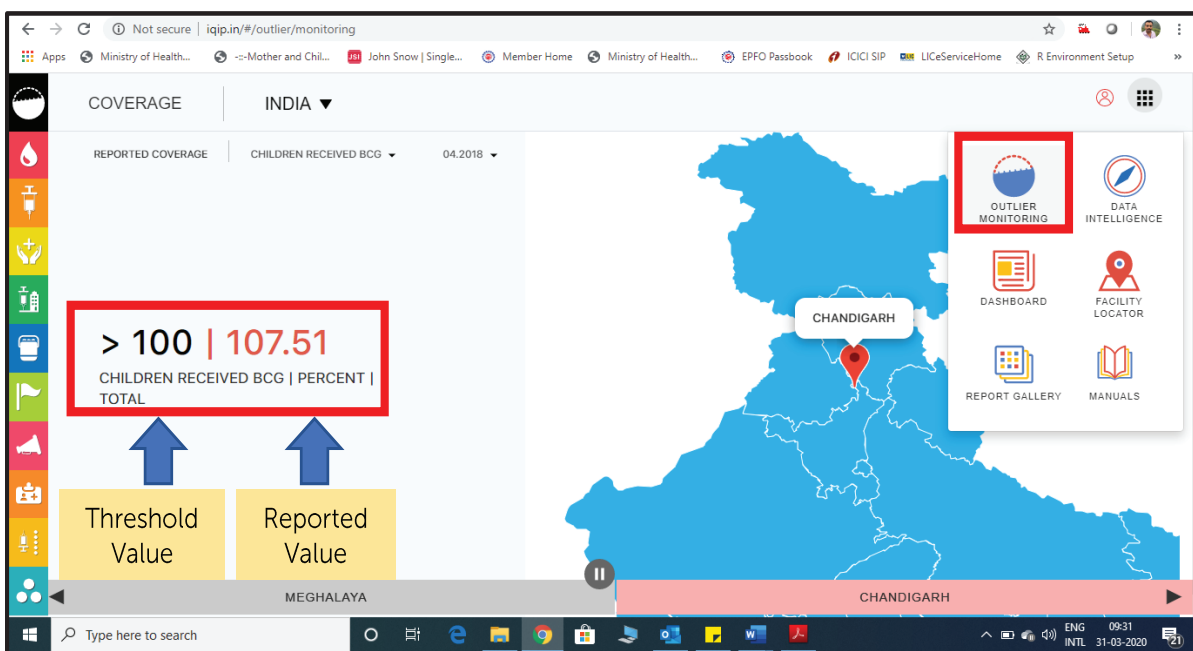 Not secure | iqip.in/#/outlier/monitoring
Apps Ministry of Health... -::-Mother and Chil... JSI John Snow | Single... Member Home Ministry of Health... EPFO Passbook ICICI SIP LICeServiceHome R Environment Setup »
COVERAGE INDIA ▼
REPORTED COVERAGE CHILDREN RECEIVED BCG 04.2018
OUTLIER
MONITORING
DATA
INTELLIGENCE
DASHBOARD
FACILITY
LOCATOR
REPORT GALLERY
MANUALS
CHANDIGARH
> 100 | 107.51
CHILDREN RECEIVED BCG | PERCENT |
TOTAL
Threshold
Value
Reported
Value
MEGHALAYA
CHANDIGARH
Type here to search
ENG
INTL
09:31
31-03-2020
21